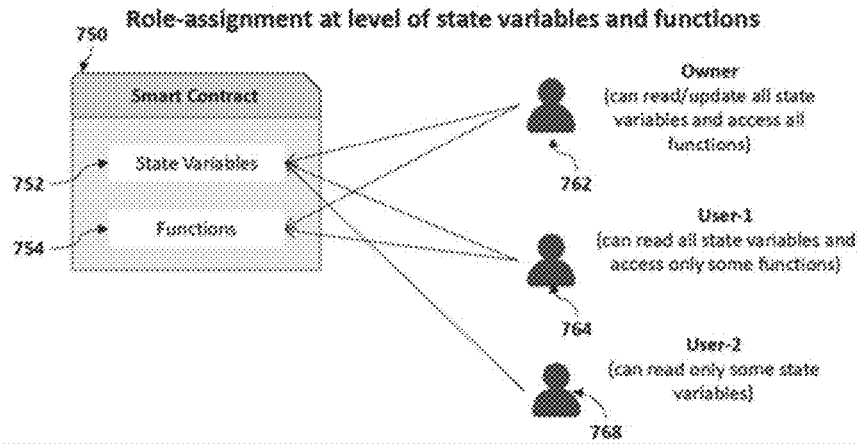 Role-assignment at level of state variables and functions
750
Smart Contract
State Variables
Functions
752
754
Owner
(can read/update all state
variables and access all
functions)
762
User-1
(can read all state variables and
access only some functions)
764
User-2
(can read only some state
variables)
768